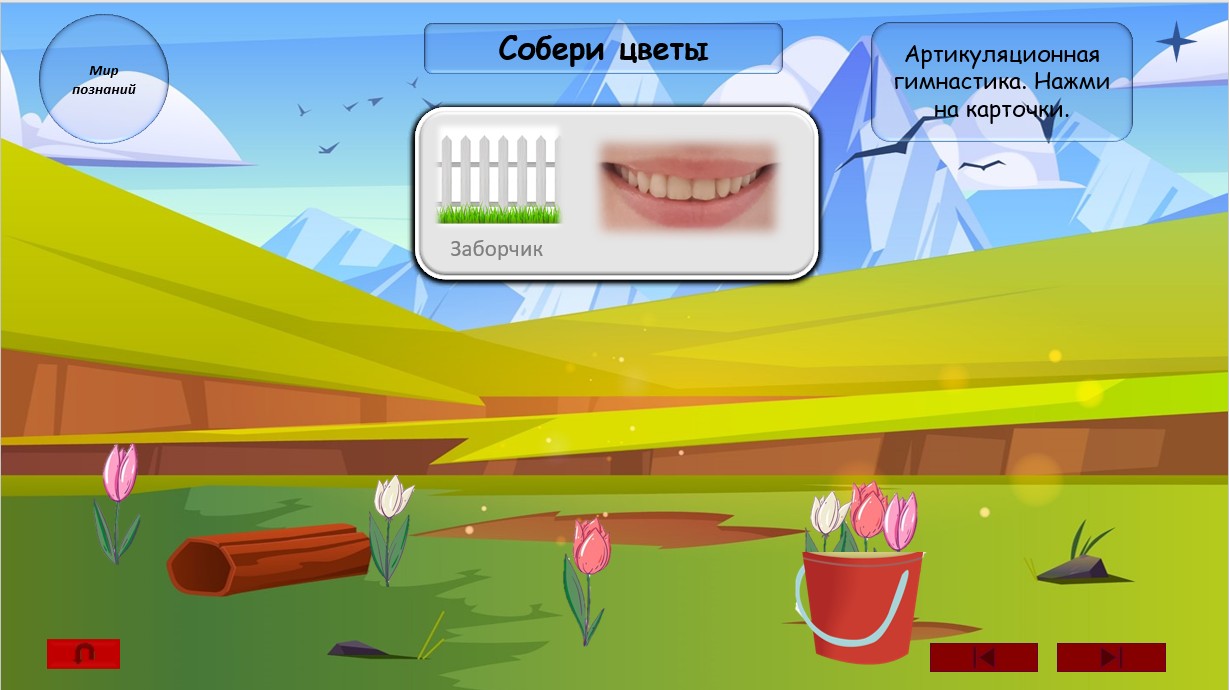 Мир
познаний
Собери цветы
Артикуляционная
гимнастика. Нажми
на карточки.
Заборчик